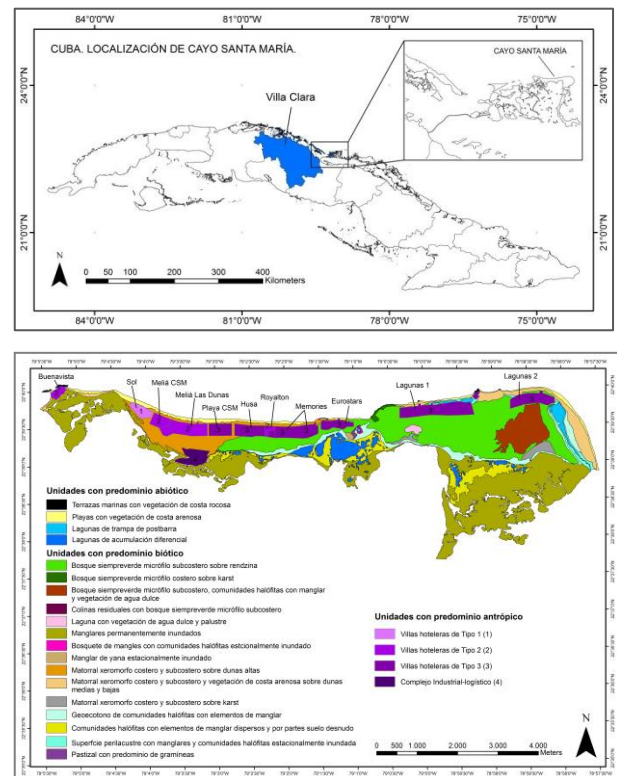 84°0'0"W 81°0'0"W 78°0'0"W 75°0'0"W
CUBA. LOCALIZACIÓN DE CAYO SANTA MARÍA.
CAYO SANTA MARÍA
Villa Clara
24°0'0"N
24°0'0"N
21°0'0"N
21°0'0"N
N
0 50 100 200 300 400
Kilometers
84°0'0"W 81°0'0"W 78°0'0"W 75°0'0"W
Buenavista
Sol
Meliá CSM
Meliá Las Dunas
Playa CSM
Husa
Royalton
Memories
Eurostars
Lagunas 1
Lagunas 2
Unidades con predominio abiótico
Terrazas marinas con vegetación de costa rocosa
Playas con vegetación de costa arenosa
Lagunas de trampa de postbarra
Lagunas de acumulación diferencial
Unidades con predominio biótico
Bosque siempreverde micrófilo subcostero sobre rendzina
Bosque siempreverde micrófilo costero sobre karst
Bosque siempreverde micrófilo subcostero, comunidades halófitas con manglar
y vegetación de agua dulce
Colinas residuales con bosque siempreverde micrófilo subcostero
Laguna con vegetación de agua dulce y palustre
Manglares permanentemente inundados
Bosquete de mangles con comunidades halófitas estcionalmente inundado
Manglar de yana estacionalmente inundado
Matorral xeromorfo costero y subcostero sobre dunas altas
Matorral xeromorfo costero y subcostero y vegetación de costa arenosa sobre dunas
medias y bajas
Matorral xeromorfo costero y subcostero sobre karst
Geoecotono de comunidades halófitas con elementos de manglar
Comunidades halófitas con elementos de mangler dispersos y por partes suelo desnudo
Superfcie perilacustre con manglares y comunidades halófitas estacionalmente inundada
Pastizal con predominio de gramíneas
Unidades con predominio antrópico
Villas hoteleras de Tipo 1 (1)
Villas hoteleras de Tipo 2 (2)
Villas hoteleras de Tipo 3 (3)
Complejo Industrial-logístico (4)
N
0 500 1.000 2.000 3.000 4.000
Meters